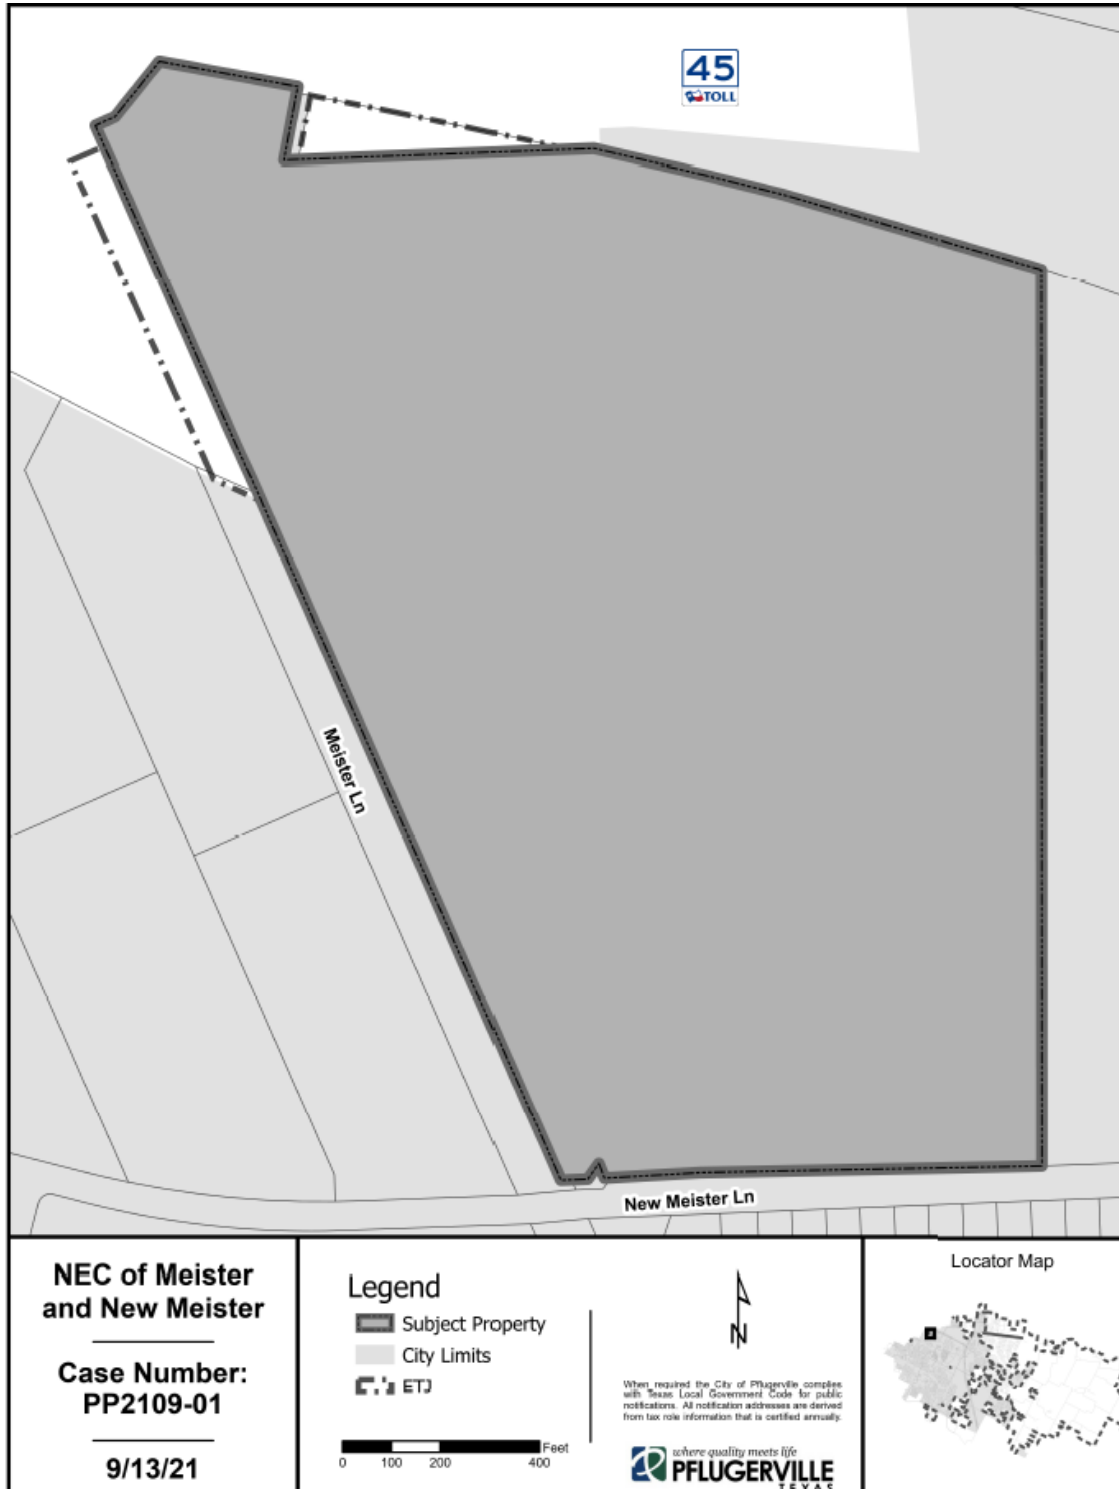 45
TOLL
Meister Ln
New Meister Ln
NEC of Meister
and New Meister
Case Number:
PP2109-01
9/13/21
Legend
Subject Property
City Limits
ETJ
Feet
0 100 200 400
N
When required the City of Pflugerville complies
with Texas Local Government Code for public
notifications. All notification addresses are derived
from tax role information that is certified annually.
where quality meets life
PFLUGERVILLE
TEXAS
Locator Map